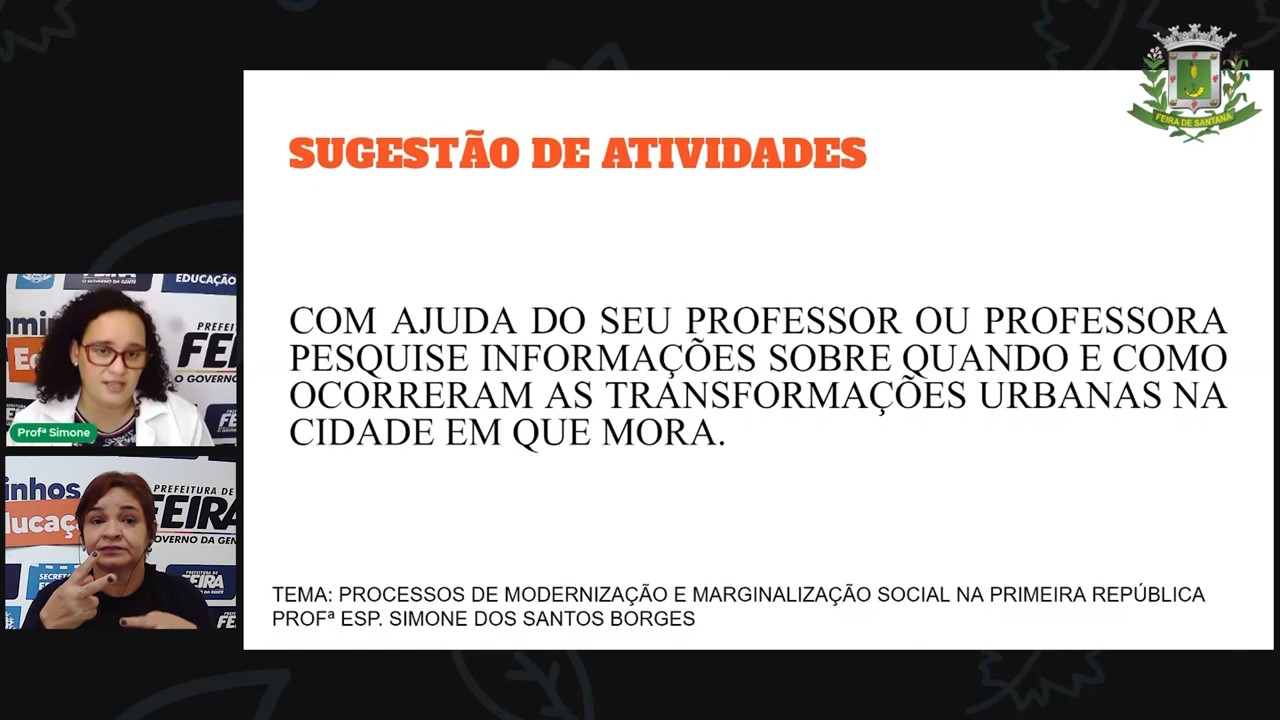 FEIRA DE SANTANA
SUGESTÃO DE ATIVIDADES
COM AJUDA DO SEU PROFESSOR OU PROFESSORA
PESQUISE INFORMAÇÕES SOBRE QUANDO E COMO
OCORRERAM AS TRANSFORMAÇÕES URBANAS NA
CIDADE EM QUE MORA.
TEMA: PROCESSOS DE MODERNIZAÇÃO E MARGINALIZAÇÃO SOCIAL NA PRIMEIRA REPÚBLICA
PROFª ESP. SIMONE DOS SANTOS BORGES
EDUCAÇÃO
O GOVERNO DA GENTE
Profª Simone
PREFEITURA DE
FEIRA